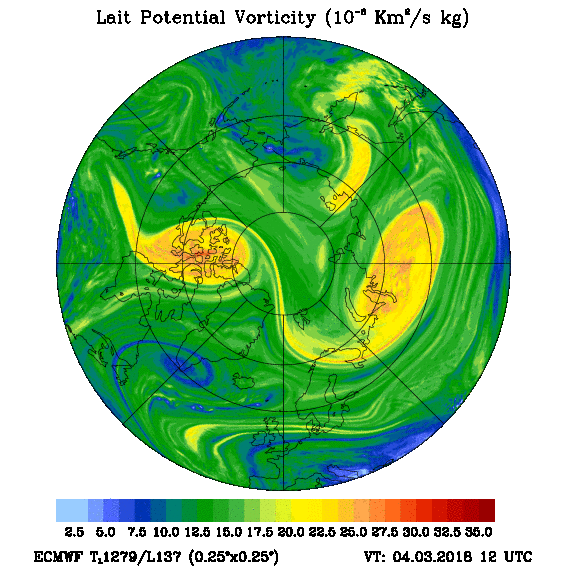 Lait Potential Vorticity (10⁻⁶ Km²/s kg)
2.5 5.0 7.5 10.0 12.5 15.0 17.5 20.0 22.5 25.0 27.5 30.0 32.5 35.0
ECMWF T_L1279/L137 (0.25°x0.25°) VT: 04.03.2018 12 UTC